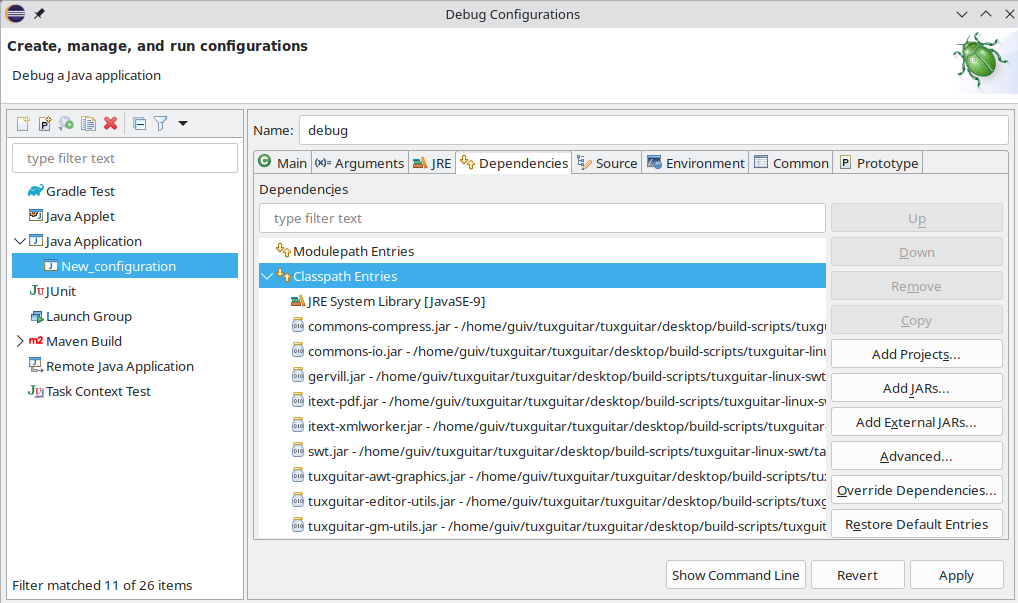 Debug Configurations
Create, manage, and run configurations
Debug a Java application
type filter text
Gradle Test
Java Applet
Java Application
New_configuration
JUnit
Launch Group
Maven Build
Remote Java Application
Task Context Test
Filter matched 11 of 26 items
Name: debug
Main (x)= Arguments JRE Dependencies Source Environment Common Prototype
Dependencies
type filter text
Modulepath Entries
Classpath Entries
JRE System Library [JavaSE-9]
commons-compress.jar - /home/guiv/tuxguitar/tuxguitar/desktop/build-scripts/tuxgu
commons-io.jar - /home/guiv/tuxguitar/tuxguitar/desktop/build-scripts/tuxguitar-linu
gervill.jar - /home/guiv/tuxguitar/tuxguitar/desktop/build-scripts/tuxguitar-linux-swt
itext-pdf.jar - /home/guiv/tuxguitar/tuxguitar/desktop/build-scripts/tuxguitar-linux-sw
itext-xmlworker.jar - /home/guiv/tuxguitar/tuxguitar/desktop/build-scripts/tuxguitar-
swt.jar - /home/guiv/tuxguitar/tuxguitar/desktop/build-scripts/tuxguitar-linux-swt/ta
tuxguitar-awt-graphics.jar - /home/guiv/tuxguitar/tuxguitar/desktop/build-scripts/tu
tuxguitar-editor-utils.jar - /home/guiv/tuxguitar/tuxguitar/desktop/build-scripts/tuxg
tuxguitar-gm-utils.jar - /home/guiv/tuxguitar/tuxguitar/desktop/build-scripts/tuxguit
Up
Down
Remove
Copy
Add Projects...
Add JARs...
Add External JARs...
Advanced...
Override Dependencies...
Restore Default Entries
Show Command Line
Revert
Apply